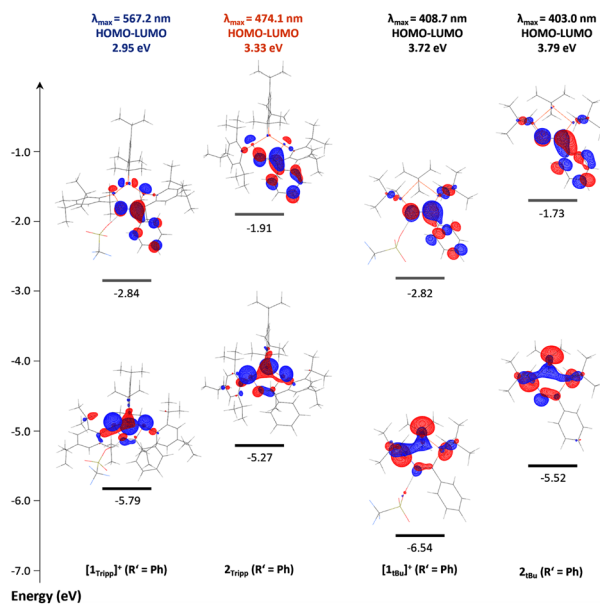 λmax = 567.2 nm
HOMO-LUMO
2.95 eV
λmax = 474.1 nm
HOMO-LUMO
3.33 eV
λmax = 408.7 nm
HOMO-LUMO
3.72 eV
λmax = 403.0 nm
HOMO-LUMO
3.79 eV
-1.0
-2.0
-3.0
-4.0
-5.0
-6.0
-7.0
-2.84
-1.91
-2.82
-1.73
-5.79
-5.27
-6.54
-5.52
[1Tripp]+ (R' = Ph)
2Tripp (R' = Ph)
[1tBu]+ (R' = Ph)
2tBu (R' = Ph)
Energy (eV)